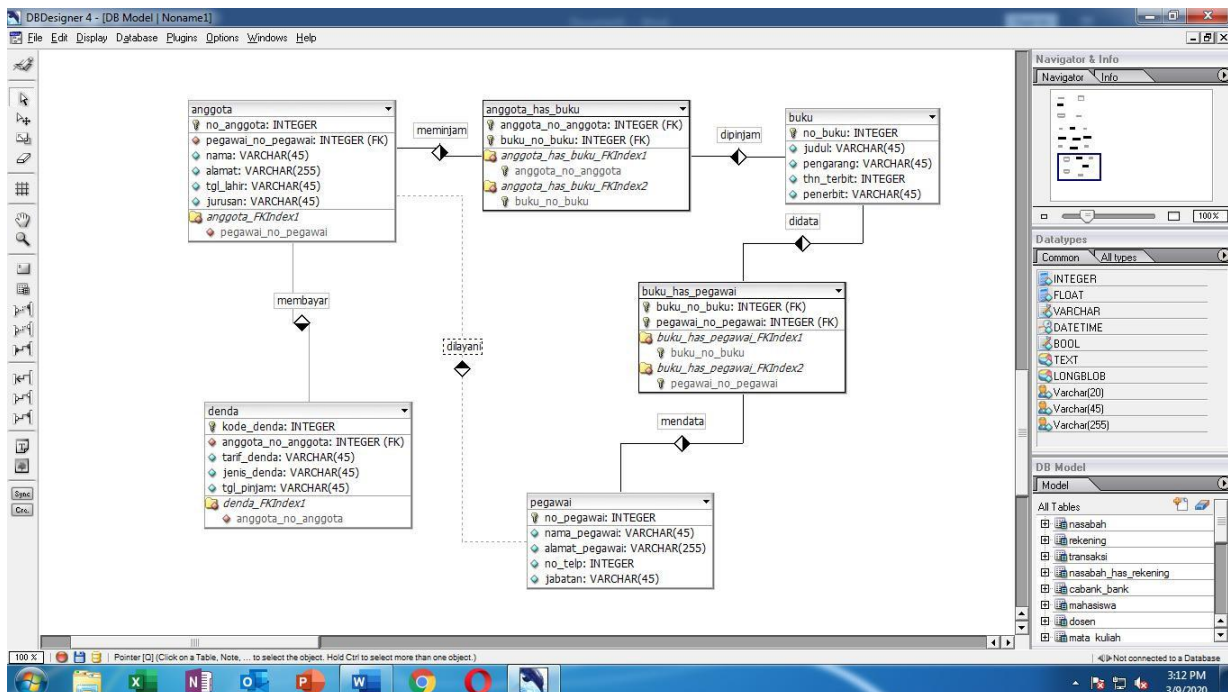 DBDesigner 4 - [DB Model | Noname1]
File Edit Display Database Plugins Options Windows Help
anggota
no_anggota: INTEGER
pegawai_no_pegawai: INTEGER (FK)
nama: VARCHAR(45)
alamat: VARCHAR(255)
tgl_lahir: VARCHAR(45)
jurusan: VARCHAR(45)
anggota_FKIndex1
pegawai_no_pegawai
meminjam
anggota_has_buku
anggota_no_anggota: INTEGER (FK)
buku_no_buku: INTEGER (FK)
anggota_has_buku_FKIndex1
anggota_no_anggota
anggota_has_buku_FKIndex2
buku_no_buku
dipinjam
buku
no_buku: INTEGER
judul: VARCHAR(45)
pengarang: VARCHAR(45)
thn_terbit: INTEGER
penerbit: VARCHAR(45)
didata
buku_has_pegawai
buku_no_buku: INTEGER (FK)
pegawai_no_pegawai: INTEGER (FK)
buku_has_pegawai_FKIndex1
buku_no_buku
buku_has_pegawai_FKIndex2
pegawai_no_pegawai
membayar
dilayani
denda
kode_denda: INTEGER
anggota_no_anggota: INTEGER (FK)
tarif_denda: VARCHAR(45)
jenis_denda: VARCHAR(45)
tgl_pinjam: VARCHAR(45)
denda_FKIndex1
anggota_no_anggota
mendata
pegawai
no_pegawai: INTEGER
nama_pegawai: VARCHAR(45)
alamat_pegawai: VARCHAR(255)
no_telp: INTEGER
jabatan: VARCHAR(45)
Navigator & Info
Navigator Info
100%
Datatypes
Common All types
INTEGER
FLOAT
VARCHAR
DATETIME
BOOL
TEXT
LONGBLOB
Varchar(20)
Varchar(45)
Varchar(255)
DB Model
Model
All Tables
nasabah
rekening
transaksi
nasabah_has_rekening
cabank_bank
mahasiswa
dosen
mata_kuliah
Sync
100 %
Pointer [Q] (Click on a Table, Note, ... to select the object. Hold Ctrl to select more than one object.)
Not connected to a Database
3:12 PM
3/9/2020